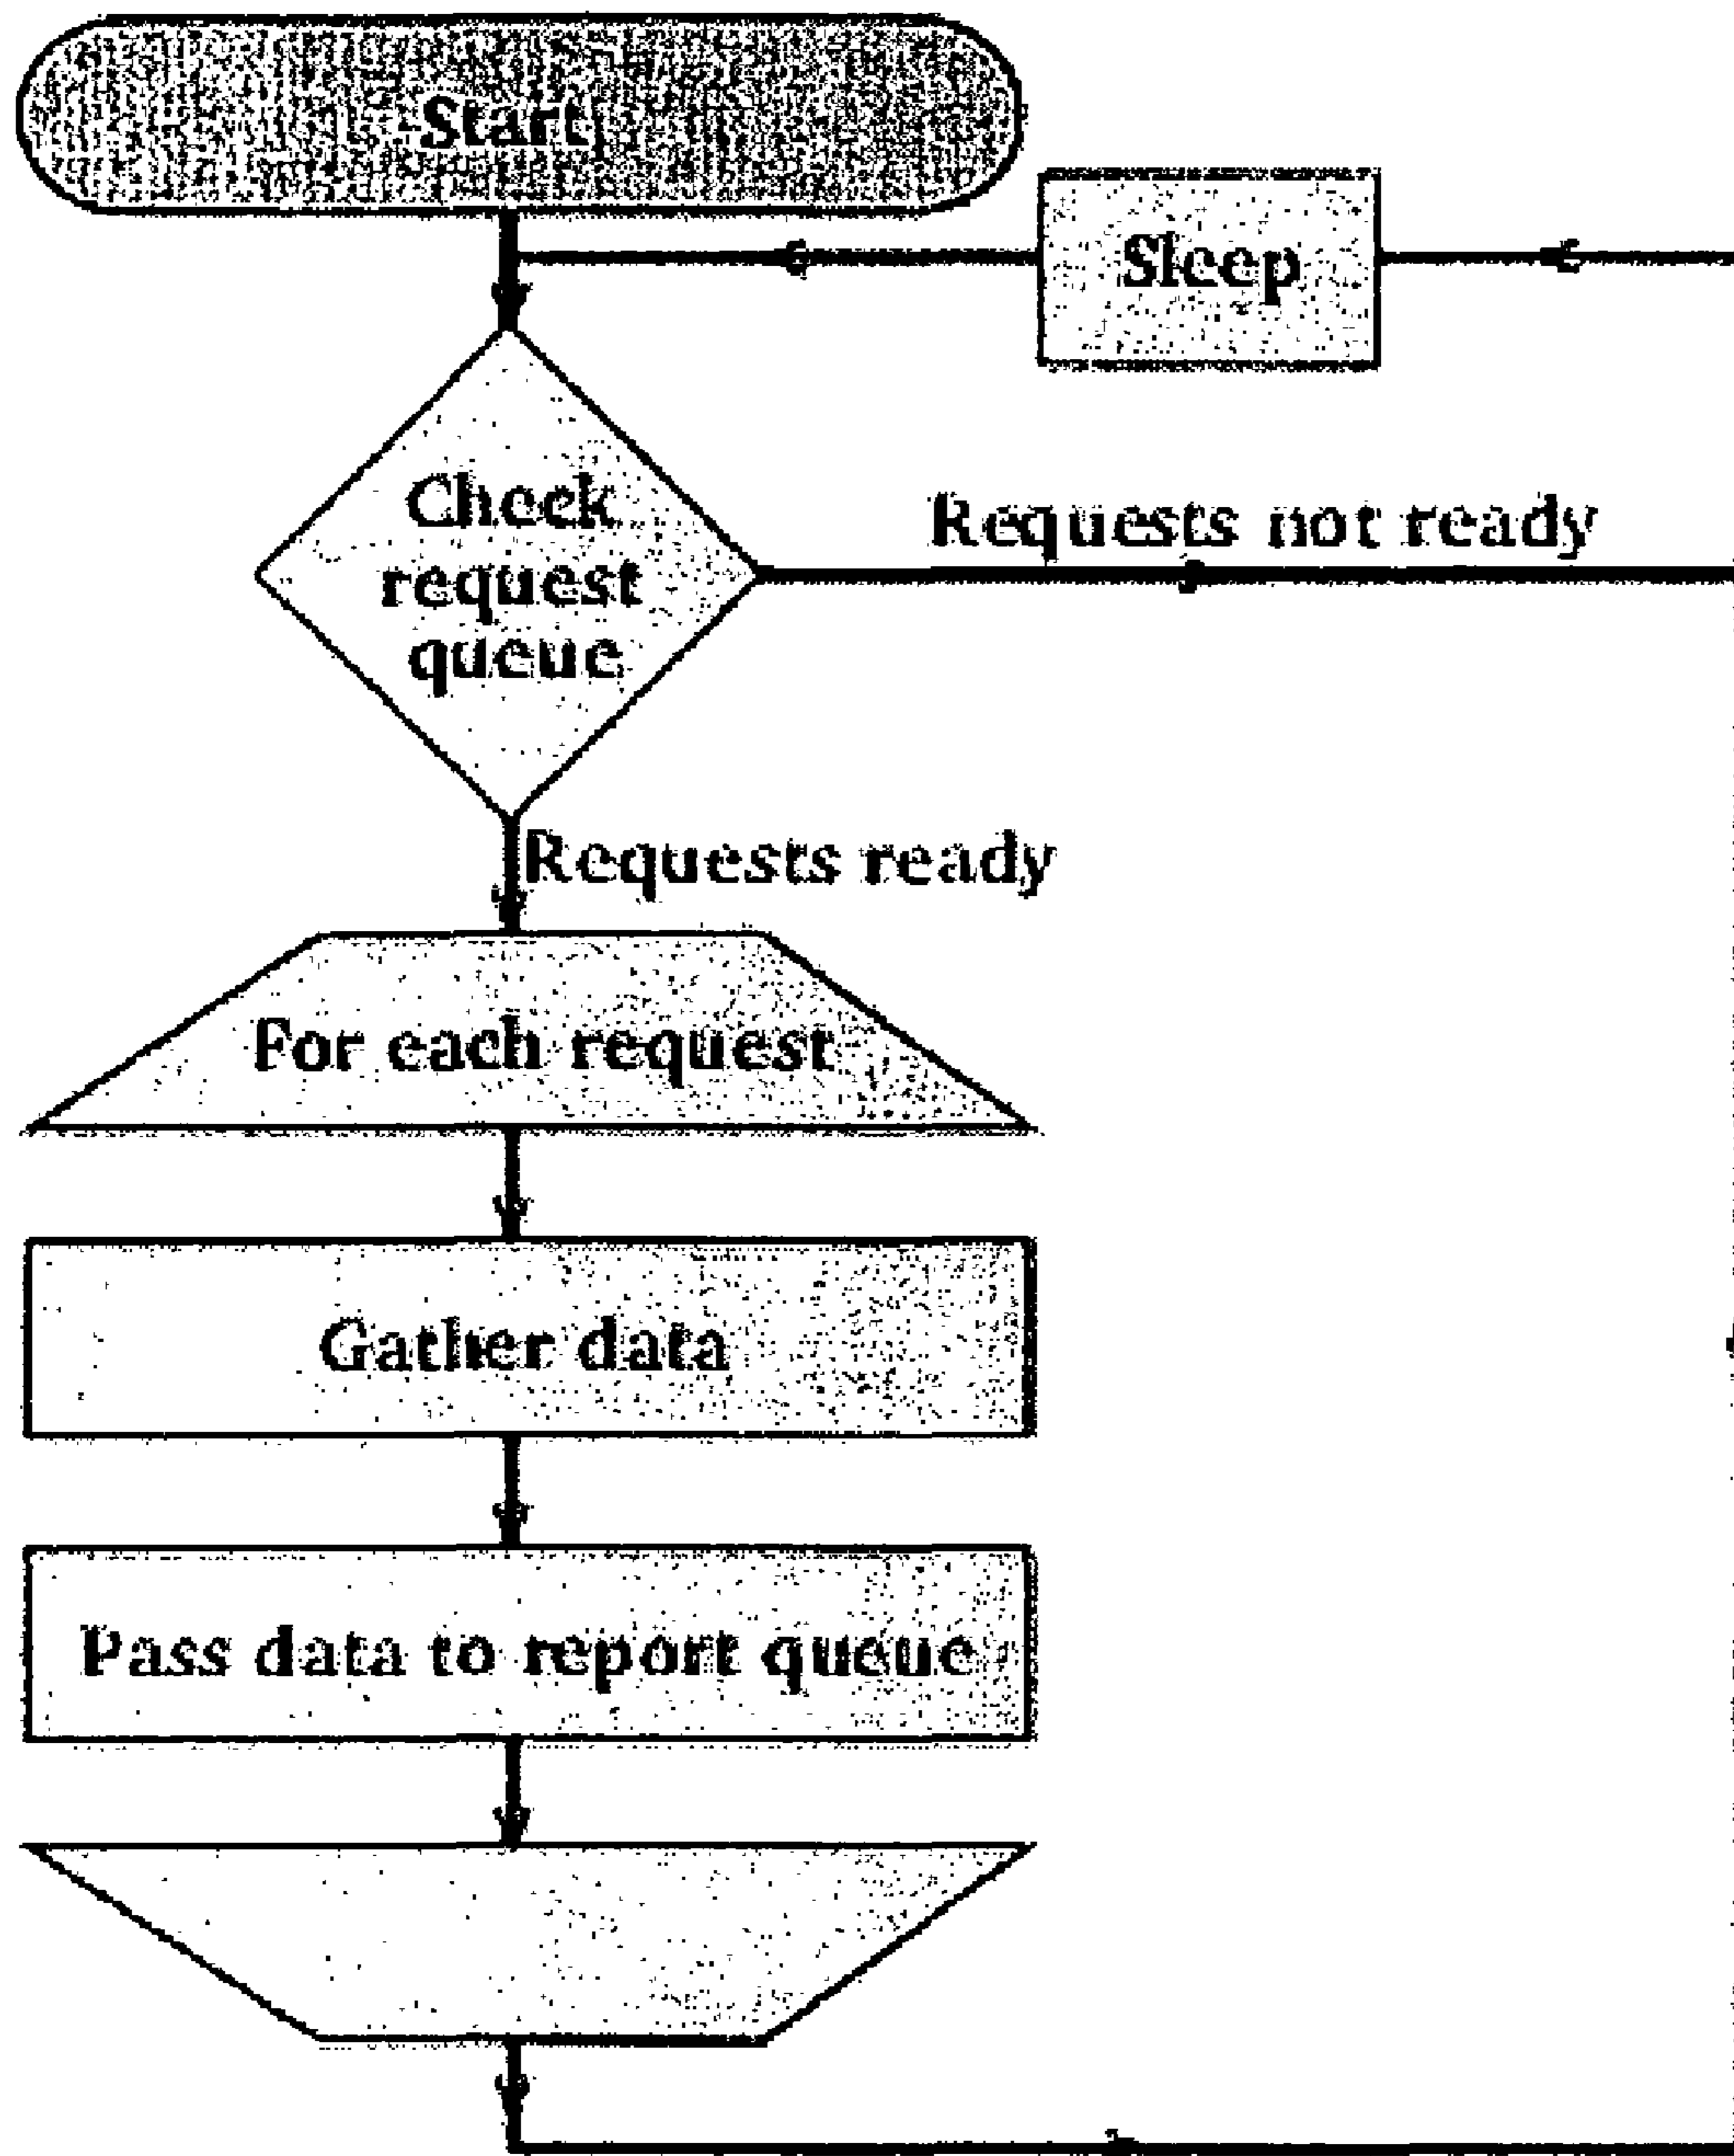 Start
Sleep
Check
request
queue
Requests not ready
Requests ready
For each request
Gather data
Pass data to report queue